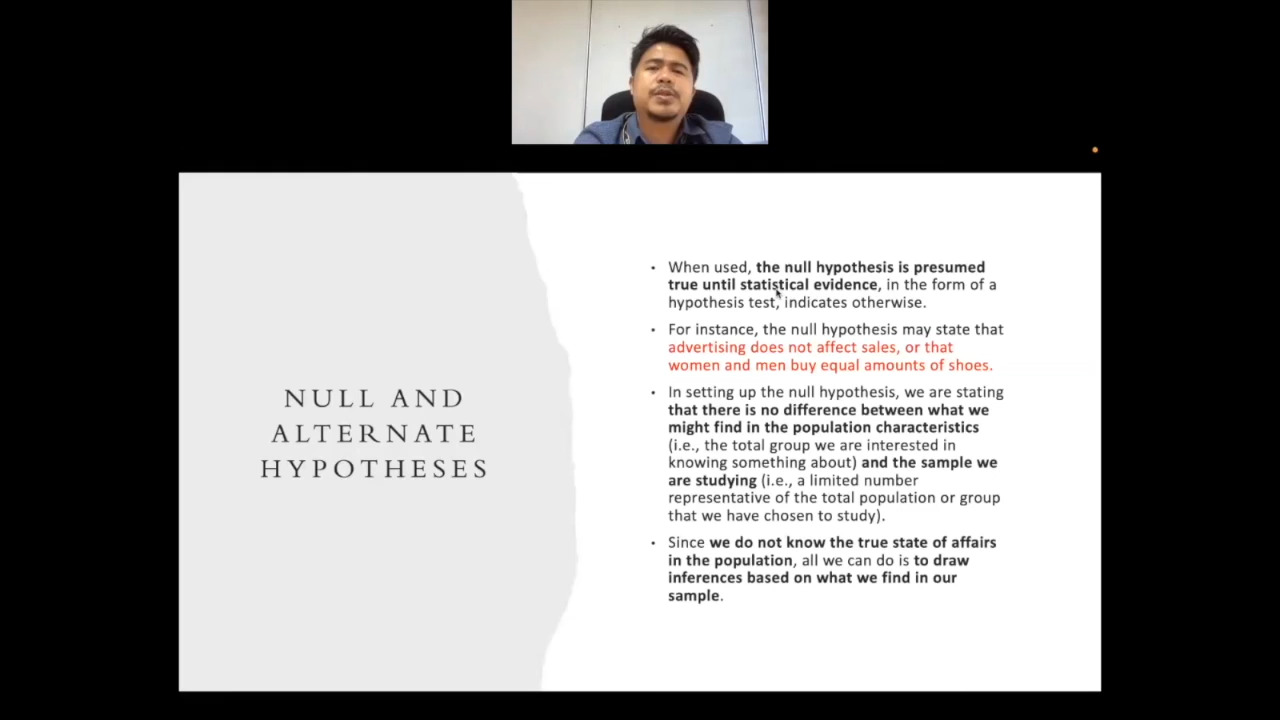 NULL AND
ALTERNATE
HYPOTHESES
• When used, the null hypothesis is presumed
true until statistical evidence, in the form of a
hypothesis test, indicates otherwise.
• For instance, the null hypothesis may state that
advertising does not affect sales, or that
women and men buy equal amounts of shoes.
• In setting up the null hypothesis, we are stating
that there is no difference between what we
might find in the population characteristics
(i.e., the total group we are interested in
knowing something about) and the sample we
are studying (i.e., a limited number
representative of the total population or group
that we have chosen to study).
• Since we do not know the true state of affairs
in the population, all we can do is to draw
inferences based on what we find in our
sample.